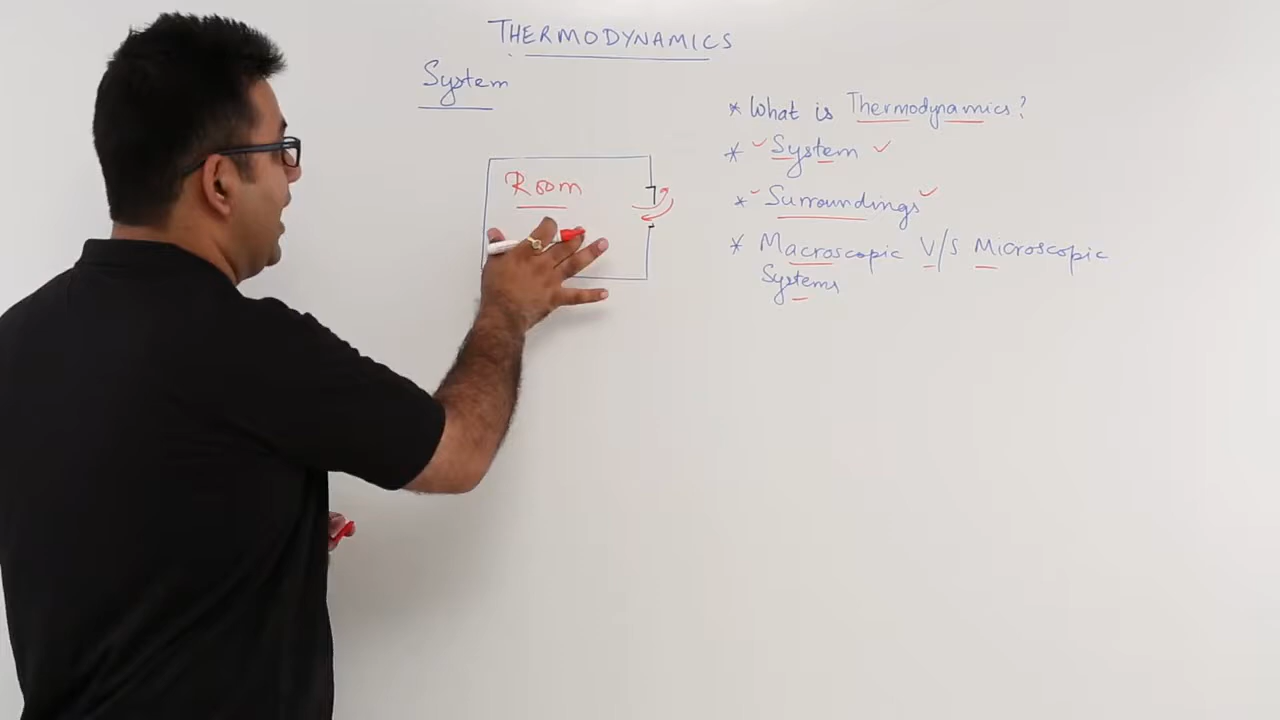 THERMODYNAMICS
System
Room
* What is Thermodynamics?
* System
* Surroundings
* Macroscopic V/S Microscopic
Systems